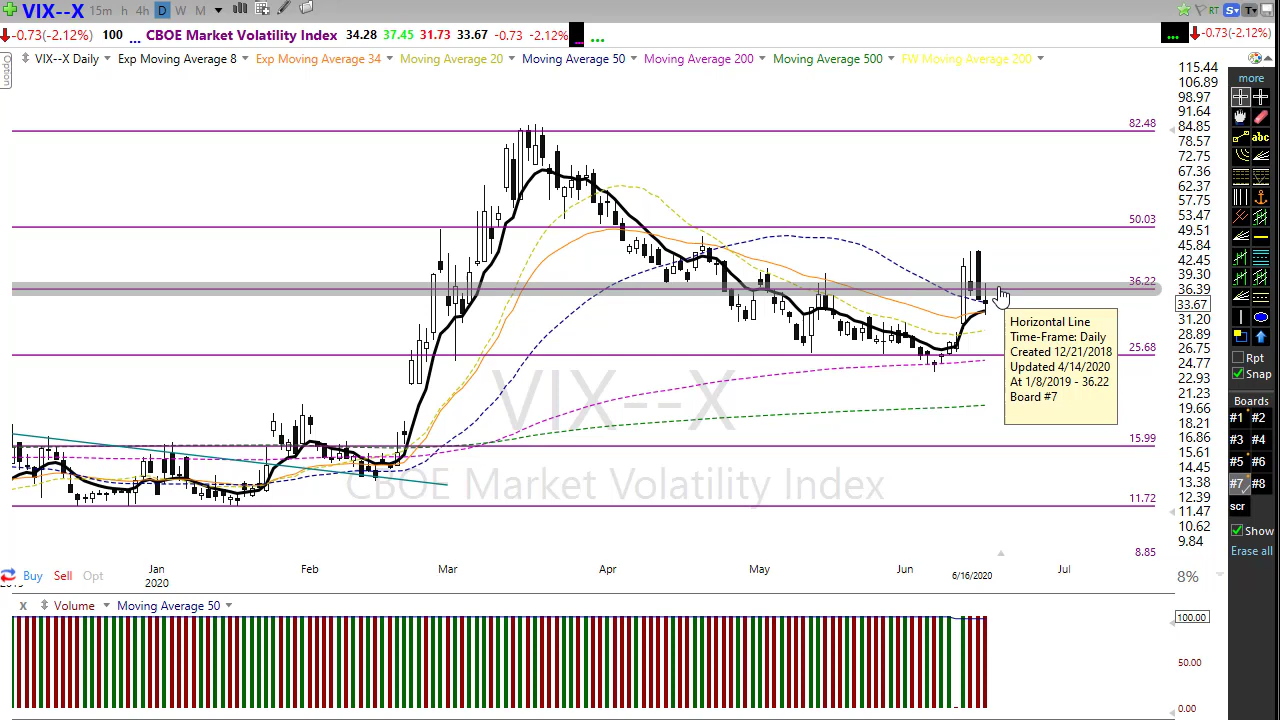 VIX--X 15m h 4h D W M RT S T
-0.73(-2.12%) 100 ... CBOE Market Volatility Index 34.28 37.45 31.73 33.67 -0.73 -2.12% ... ... -0.73(-2.12%)
Option VIX--X Daily Exp Moving Average 8 Exp Moving Average 34 Moving Average 20 Moving Average 50 Moving Average 200 Moving Average 500 FW Moving Average 200
115.44
106.89
98.97
91.64
84.85
78.57
72.75
67.36
62.37
57.75
53.47
49.51
45.84
42.45
39.30
36.39
33.67
31.20
28.89
26.75
24.77
22.93
21.23
19.66
18.21
16.86
15.61
14.45
13.38
12.39
11.47
10.62
9.84
82.48
50.03
36.22
25.68
15.99
11.72
8.85
Horizontal Line
Time-Frame: Daily
Created 12/21/2018
Updated 4/14/2020
At 1/8/2019 - 36.22
Board #7
VIX--X
CBOE Market Volatility Index
Jan Feb Mar Apr May Jun Jul
2020 6/16/2020
Buy Sell Opt
8%
X Volume Moving Average 50
100.00
50.00
0.00
more
abc
Rpt
Snap
Boards
#1 #2
#3 #4
#5 #6
#7 #8
scr
Show
Erase all